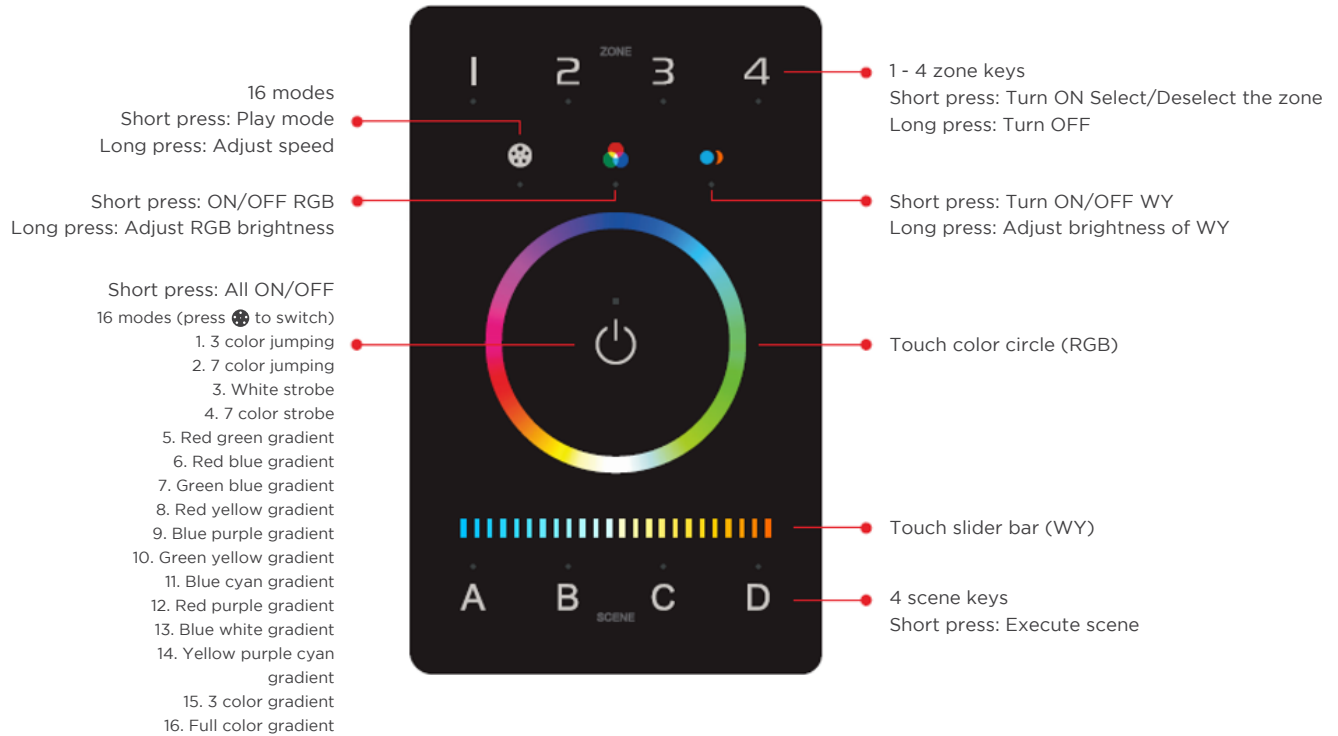 16 modes
Short press: Play mode
Long press: Adjust speed
Short press: ON/OFF RGB
Long press: Adjust RGB brightness
Short press: All ON/OFF
16 modes (press to switch)
1. 3 color jumping
2. 7 color jumping
3. White strobe
4. 7 color strobe
5. Red green gradient
6. Red blue gradient
7. Green blue gradient
8. Red yellow gradient
9. Blue purple gradient
10. Green yellow gradient
11. Blue cyan gradient
12. Red purple gradient
13. Blue white gradient
14. Yellow purple cyan
gradient
15. 3 color gradient
16. Full color gradient
ZONE
1 2 3 4
A B C D
SCENE
1 - 4 zone keys
Short press: Turn ON Select/Deselect the zone
Long press: Turn OFF
Short press: Turn ON/OFF WY
Long press: Adjust brightness of WY
Touch color circle (RGB)
Touch slider bar (WY)
4 scene keys
Short press: Execute scene